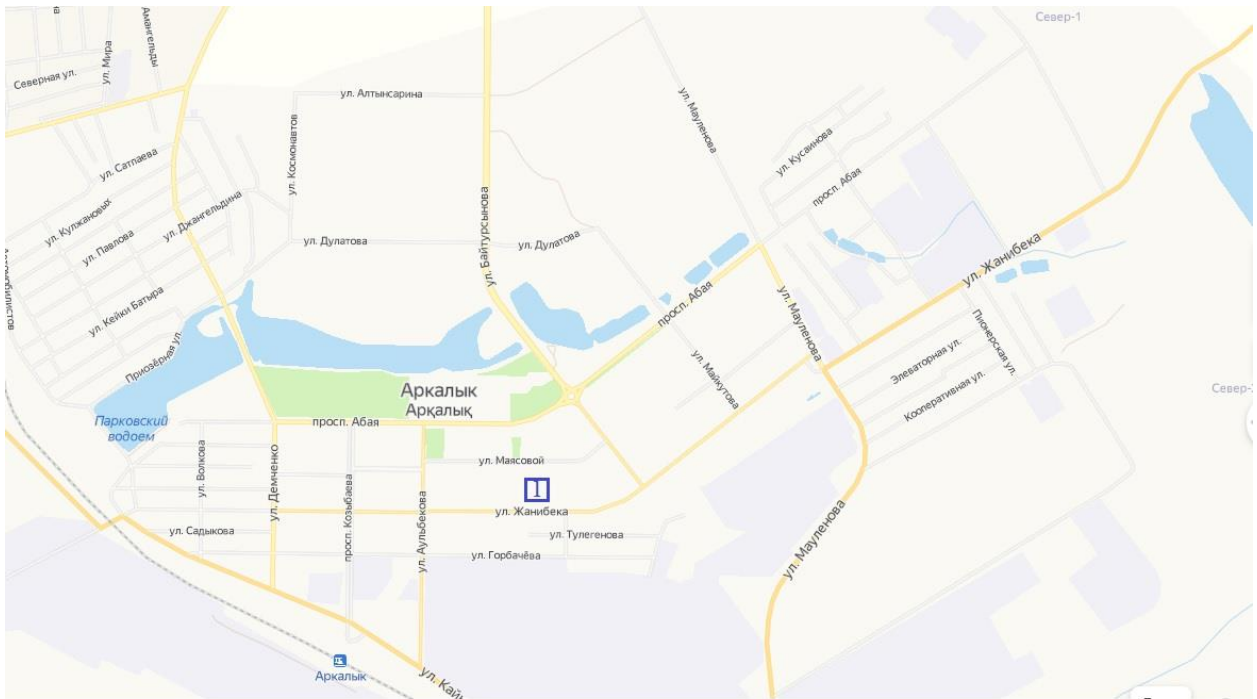 Север-1
на
ул. Мира
Амангельды
Северная ул.
ул. Алтынсарина
ул. Мауленова
ул. Сатпаева
ул. Космонавтов
ул. Кусаинова
просп. Абая
ул. Кулжановых
ул. Павлова
ул. Джангельдина
ул. Байтурсынова
ул. Дулатова
ул. Дулатова
ул. Жанибека
ул. Кейки Батыра
просп. Абая
ул. Мауленова
Приозёрная ул.
Пионерская ул.
Элеваторная ул.
ул. Майкутова
Кооперативная ул.
Север-2
Аркалык
Арқалық
Парковский
водоем
просп. Абая
ул. Волкова
ул. Демченко
просп. Козыбаева
ул. Аульбекова
ул. Маясовой
1
ул. Жанибека
ул. Садыкова
ул. Тулегенова
ул. Горбачёва
ул. Мауленова
Аркалык